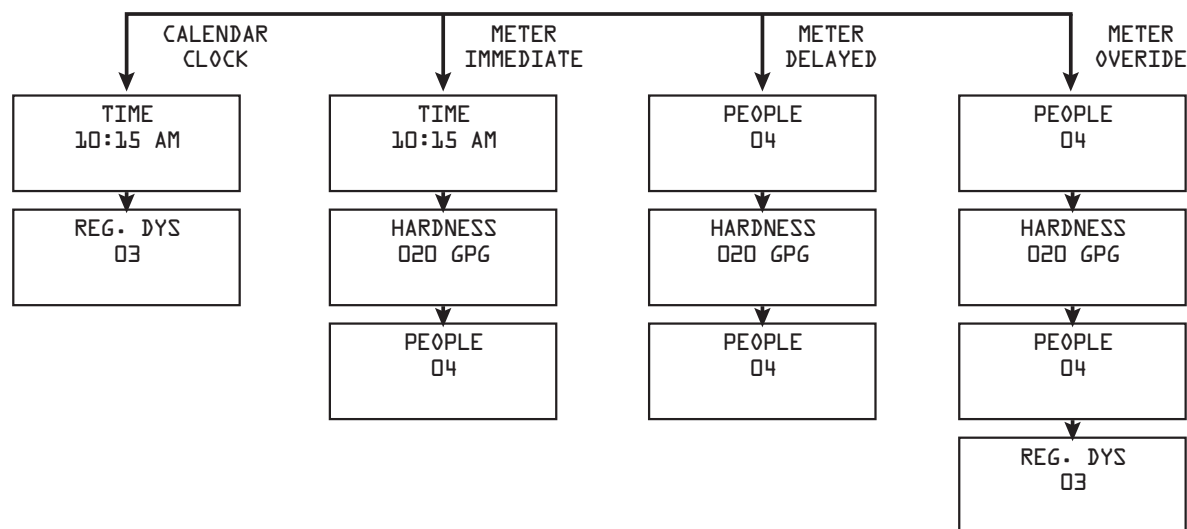 CALENDAR
CLOCK
METER
IMMEDIATE
METER
DELAYED
METER
OVERIDE
TIME
10:15 AM
TIME
10:15 AM
PEOPLE
04
PEOPLE
04
REG. DYS
03
HARDNESS
020 GPG
HARDNESS
020 GPG
HARDNESS
020 GPG
PEOPLE
04
PEOPLE
04
PEOPLE
04
REG. DYS
03